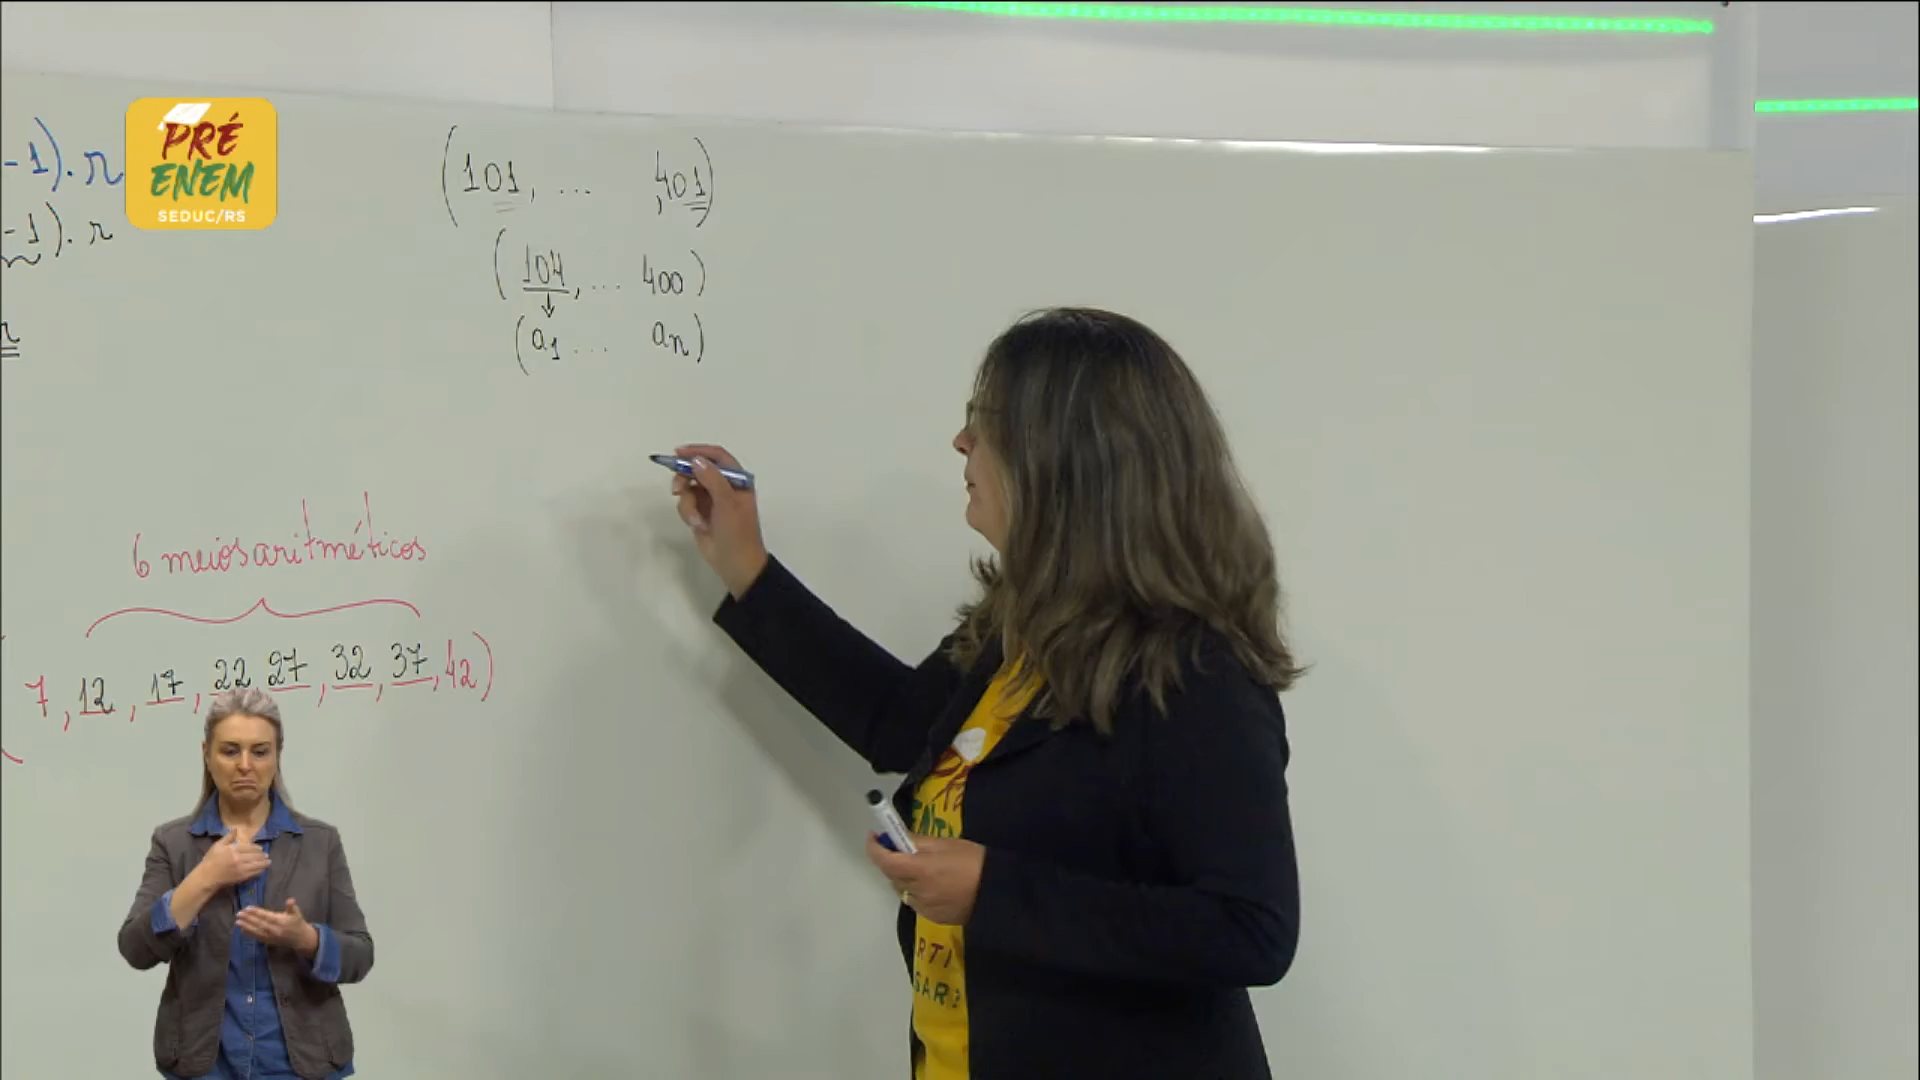 -1).r
-1).r
n
PRÉ
ENEM
SEDUC/RS
(101, ... ,401)
(104, ... 400)
↓
(a₁ ... aₙ)
6 meios aritméticos
(7, 12, 17, 22, 27, 32, 37, 42)
RTI